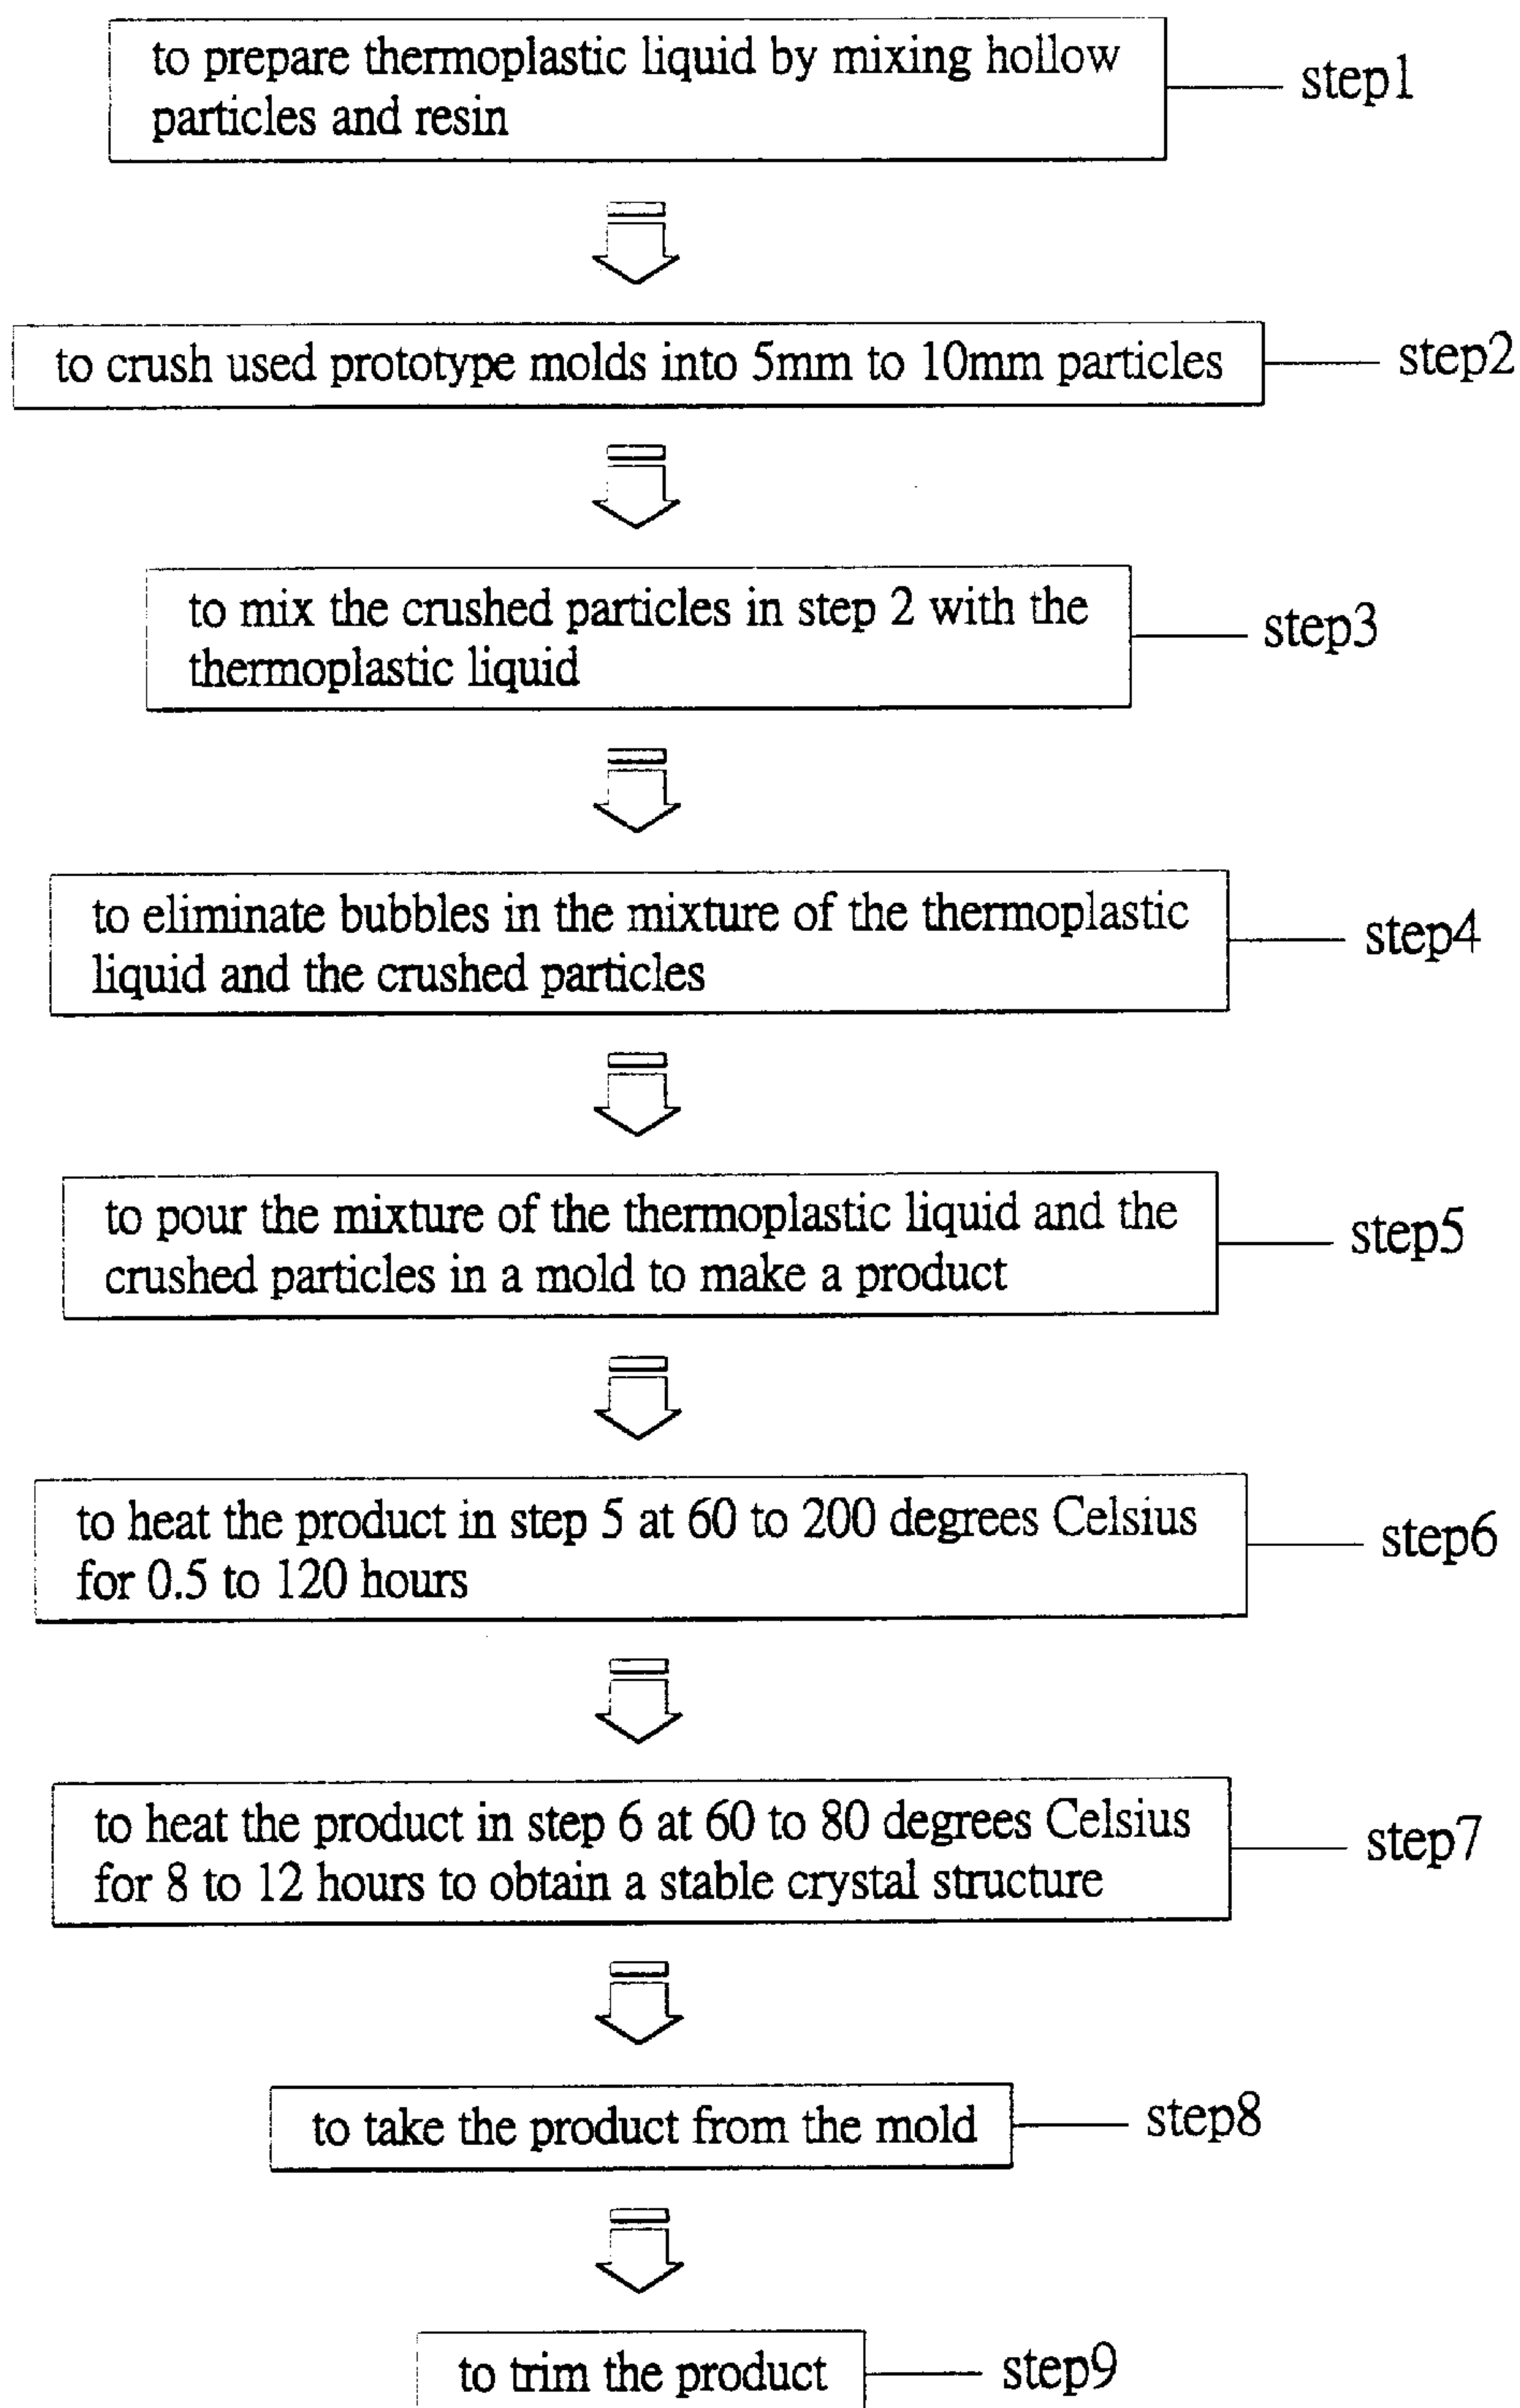 to prepare thermoplastic liquid by mixing hollow
particles and resin
step1
to crush used prototype molds into 5mm to 10mm particles
step2
to mix the crushed particles in step 2 with the
thermoplastic liquid
step3
to eliminate bubbles in the mixture of the thermoplastic
liquid and the crushed particles
step4
to pour the mixture of the thermoplastic liquid and the
crushed particles in a mold to make a product
step5
to heat the product in step 5 at 60 to 200 degrees Celsius
for 0.5 to 120 hours
step6
to heat the product in step 6 at 60 to 80 degrees Celsius
for 8 to 12 hours to obtain a stable crystal structure
step7
to take the product from the mold
step8
to trim the product
step9